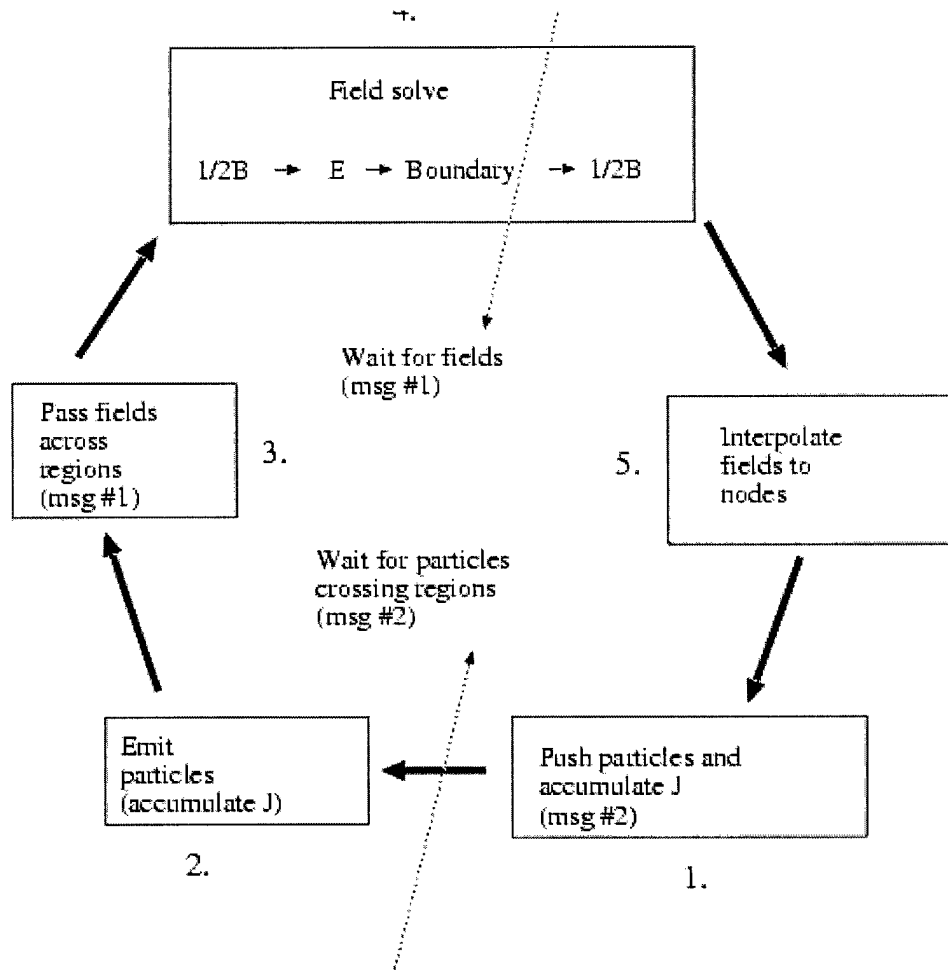 4.
Field solve
1/2B → E → Boundary → 1/2B
Wait for fields
(msg #1)
Pass fields
across
regions
(msg #1)
3.
5.
Interpolate
fields to
nodes
Wait for particles
crossing regions
(msg #2)
Emit
particles
(accumulate J)
2.
Push particles and
accumulate J
(msg #2)
1.